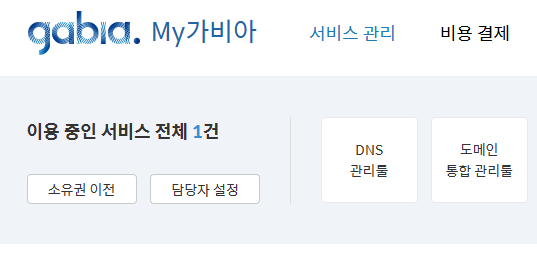 gabia. My가비아
서비스 관리
비용 결제
이용 중인 서비스 전체 1건
소유권 이전
담당자 설정
DNS
관리툴
도메인
통합 관리툴